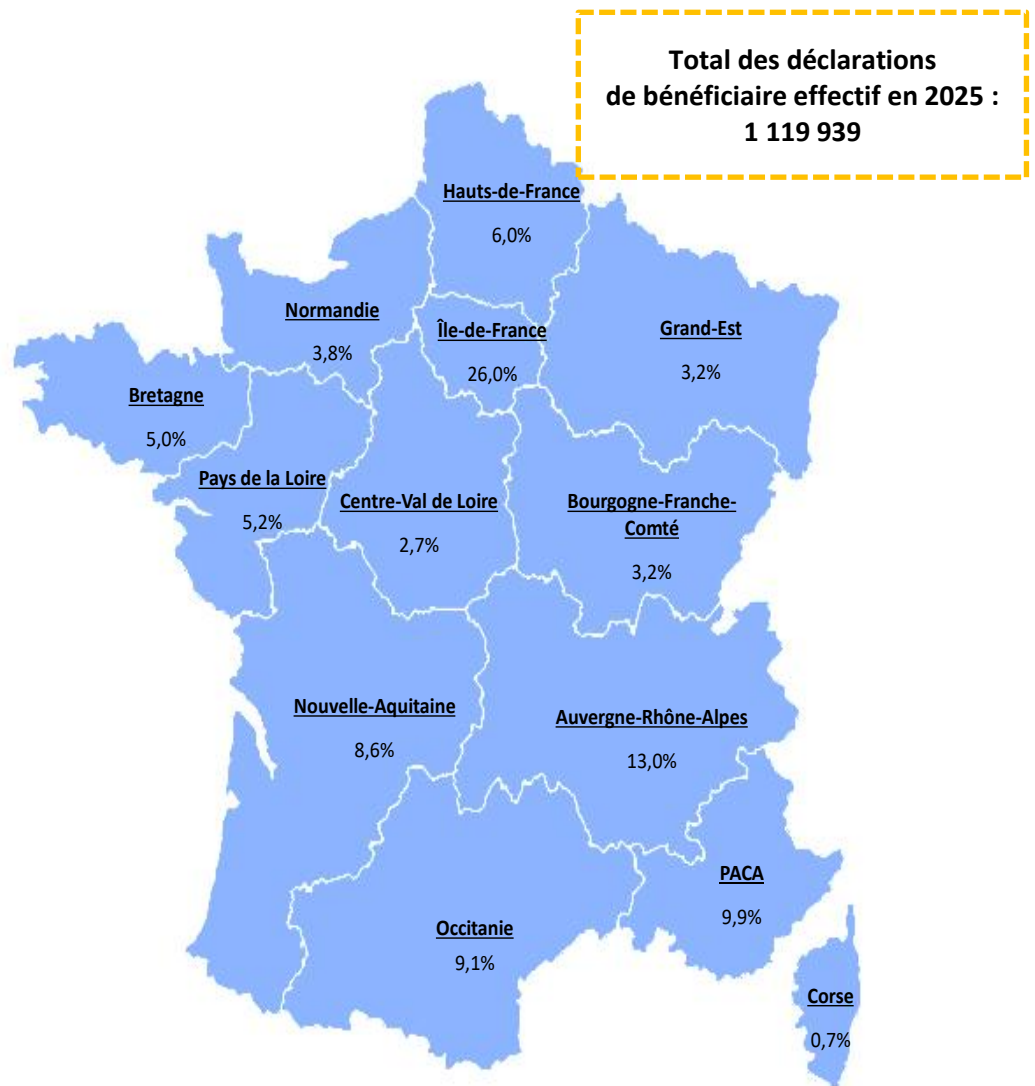 Total des déclarations
de bénéficiaire effectif en 2025 :
1 119 939
Hauts-de-France
6,0%
Normandie
3,8%
Île-de-France
26,0%
Grand-Est
3,2%
Bretagne
5,0%
Pays de la Loire
5,2%
Centre-Val de Loire
2,7%
Bourgogne-Franche-
Comté
3,2%
Nouvelle-Aquitaine
8,6%
Auvergne-Rhône-Alpes
13,0%
PACA
9,9%
Occitanie
9,1%
Corse
0,7%